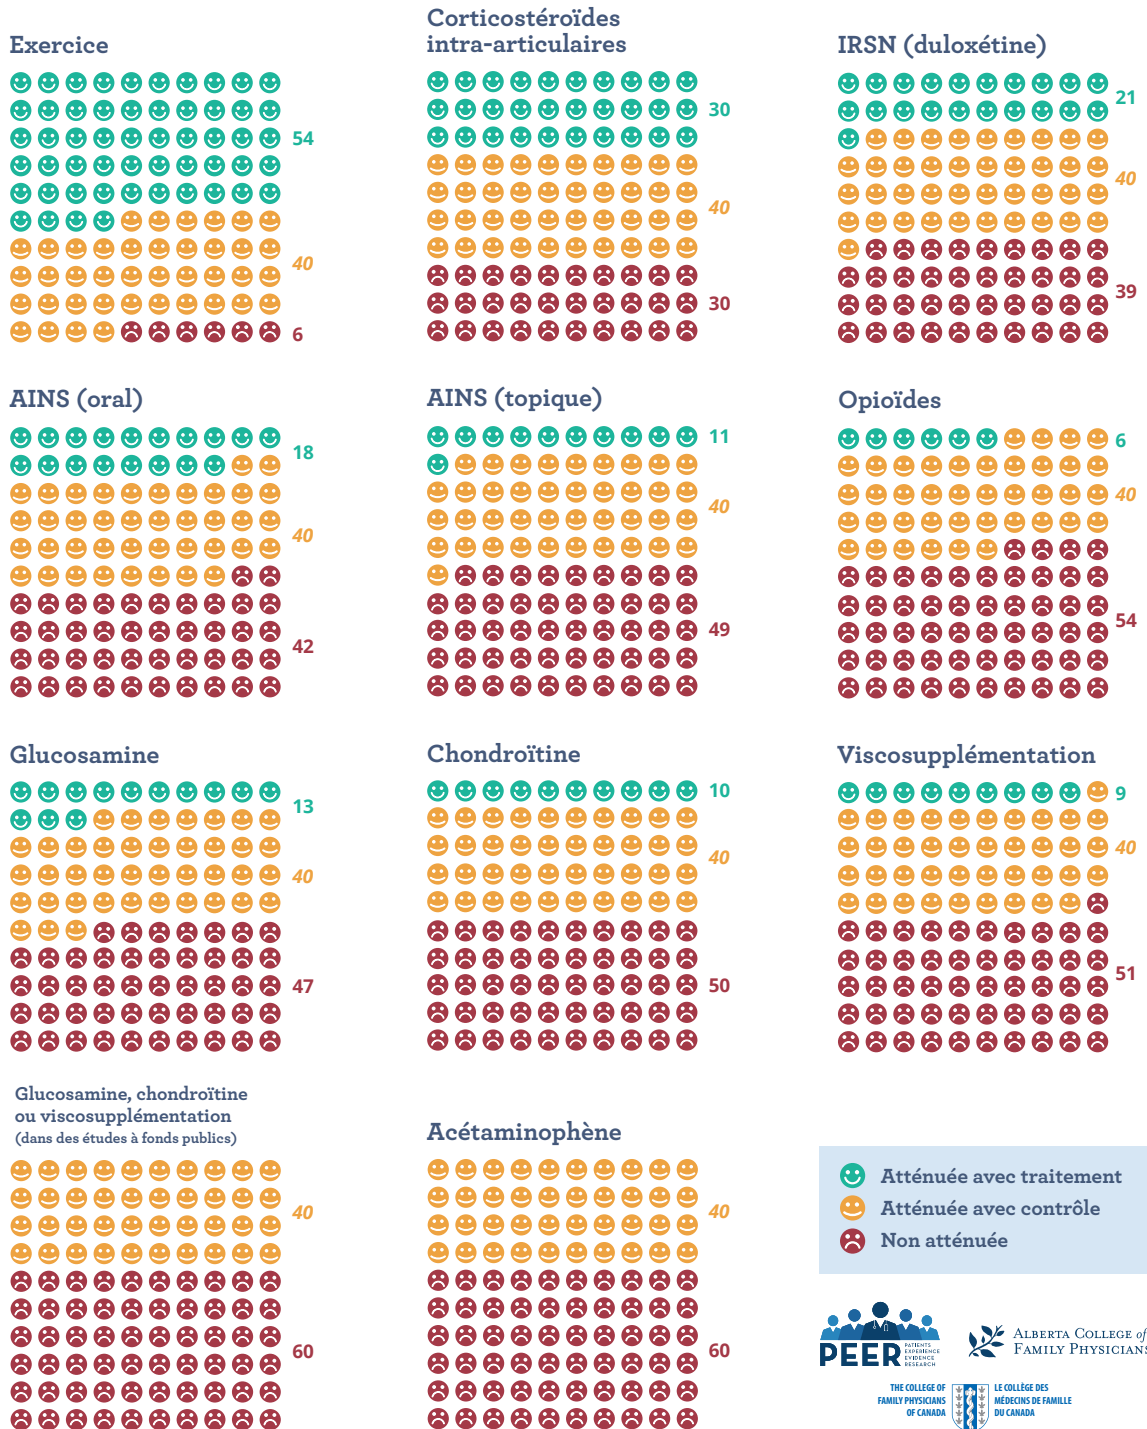 Exercice
54
40
6
Corticostéroïdes
intra-articulaires
30
40
30
IRSN (duloxétine)
21
40
39
AINS (oral)
18
40
42
AINS (topique)
11
40
49
Opioïdes
6
40
54
Glucosamine
13
40
47
Chondroïtine
10
40
50
Viscosupplémentation
9
40
51
Glucosamine, chondroïtine
ou viscosupplémentation
(dans des études à fonds publics)
40
60
Acétaminophène
40
60
Atténuée avec traitement
Atténuée avec contrôle
Non atténuée
PEER
PATIENTS
EXPERIENCE
EVIDENCE
RESEARCH
ALBERTA COLLEGE of
FAMILY PHYSICIANS
THE COLLEGE OF
FAMILY PHYSICIANS
OF CANADA
LE COLLÈGE DES
MÉDECINS DE FAMILLE
DU CANADA